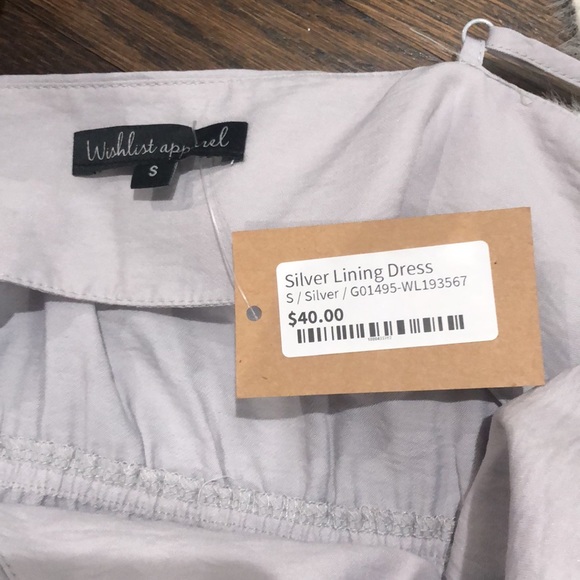 Wishlist apparel
S
Silver Lining Dress
S / Silver / G01495-WL193567
$40.00